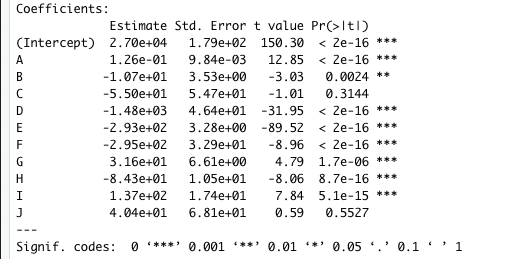 Coefficients:
Estimate Std. Error t value Pr(>|t|)
(Intercept) 2.70e+04 1.79e+02 150.30 < 2e-16 ***
A 1.26e-01 9.84e-03 12.85 < 2e-16 ***
B -1.07e+01 3.53e+00 -3.03 0.0024 **
C -5.50e+01 5.47e+01 -1.01 0.3144
D -1.48e+03 4.64e+01 -31.95 < 2e-16 ***
E -2.93e+02 3.28e+00 -89.52 < 2e-16 ***
F -2.95e+02 3.29e+01 -8.96 < 2e-16 ***
G 3.16e+01 6.61e+00 4.79 1.7e-06 ***
H -8.43e+01 1.05e+01 -8.06 8.7e-16 ***
I 1.37e+02 1.74e+01 7.84 5.1e-15 ***
J 4.04e+01 6.81e+01 0.59 0.5527
---
Signif. codes: 0 ‘***’ 0.001 ‘**’ 0.01 ‘*’ 0.05 ‘.’ 0.1 ‘ ’ 1